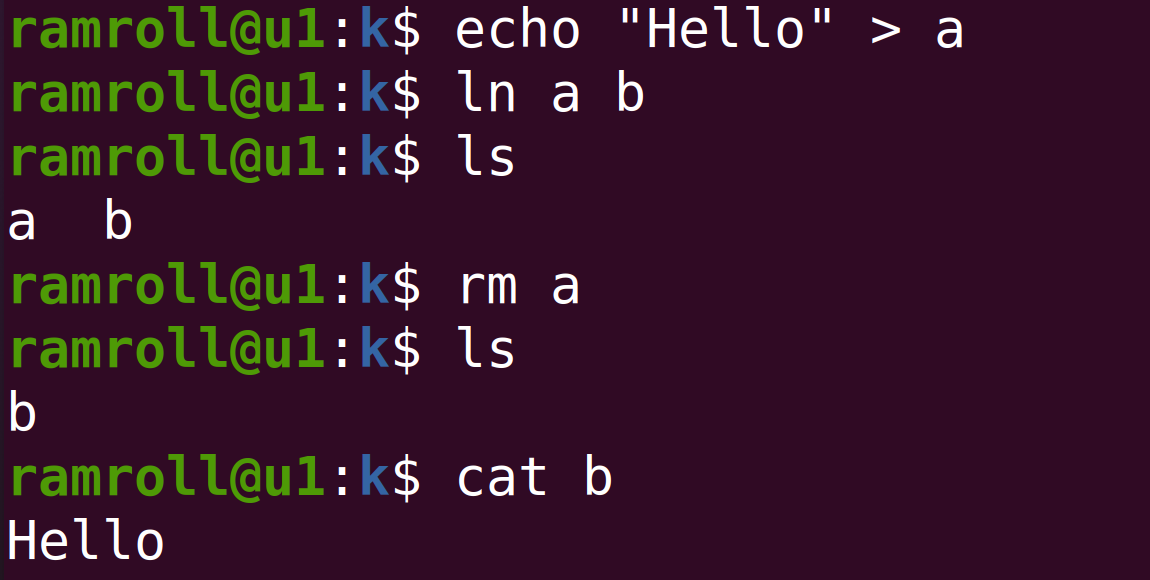 ramroll@u1:k$ echo "Hello" > a
ramroll@u1:k$ ln a b
ramroll@u1:k$ ls
a  b
ramroll@u1:k$ rm a
ramroll@u1:k$ ls
b
ramroll@u1:k$ cat b
Hello